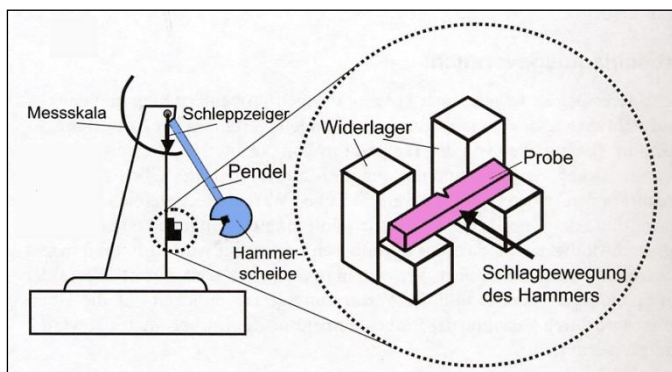 Messskala
Schleppzeiger
Pendel
Hammer-
scheibe
Widerlager
Probe
Schlagbewegung
des Hammers